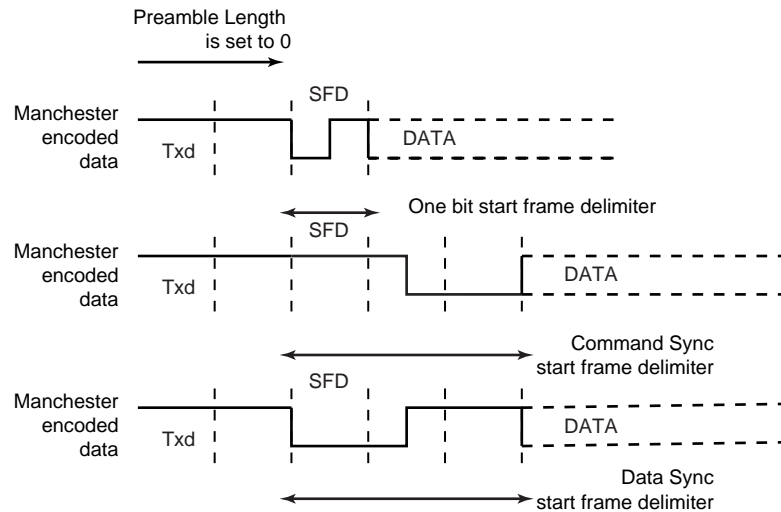 Preamble Length
is set to 0
SFD
Manchester
encoded
data
Txd
DATA
One bit start frame delimiter
SFD
Manchester
encoded
data
Txd
DATA
Command Sync
start frame delimiter
SFD
Manchester
encoded
data
Txd
DATA
Data Sync
start frame delimiter